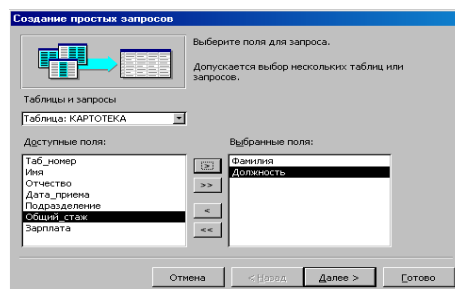 Создание простых запросов
Выберите поля для запроса.
Допускается выбор нескольких таблиц или
запросов.
Таблицы и запросы
Таблица: КАРТОТЕКА
Доступные поля:
Выбранные поля:
Таб_номер
Имя
Отчество
Дата_приема
Подразделение
Общий_стаж
Зарплата
>
>>
<
<<
Фамилия
Должность
Отмена
< Назад
Далее >
Готово